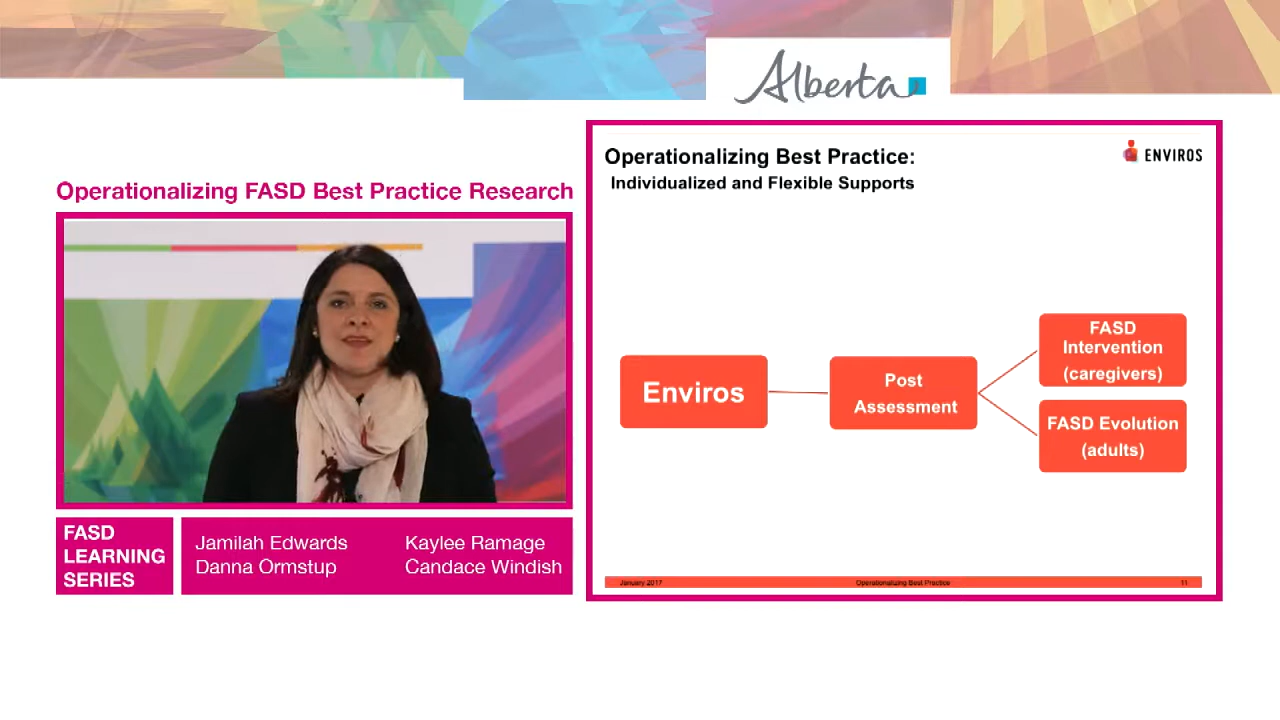 Alberta
Operationalizing FASD Best Practice Research
FASD
LEARNING
SERIES
Jamilah Edwards
Danna Ormstup
Kaylee Ramage
Candace Windish
Operationalizing Best Practice:
Individualized and Flexible Supports
ENVIROS
Enviros
Post
Assessment
FASD
Intervention
(caregivers)
FASD Evolution
(adults)
January 2017
Operationalizing Best Practice
11